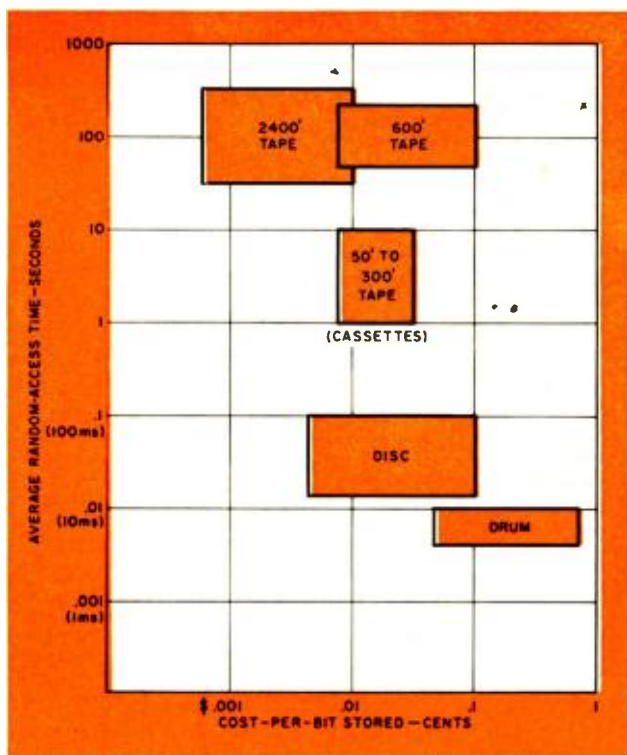 1000
2400'
TAPE
600'
TAPE
100
10
50' TO
300'
TAPE
1
(CASSETTES)
.1
(100ms)
DISC
.01
(10ms)
DRUM
.001
(1ms)
$.001
.01
.1
1
COST-PER-BIT STORED—CENTS
AVERAGE RANDOM-ACCESS TIME—SECONDS